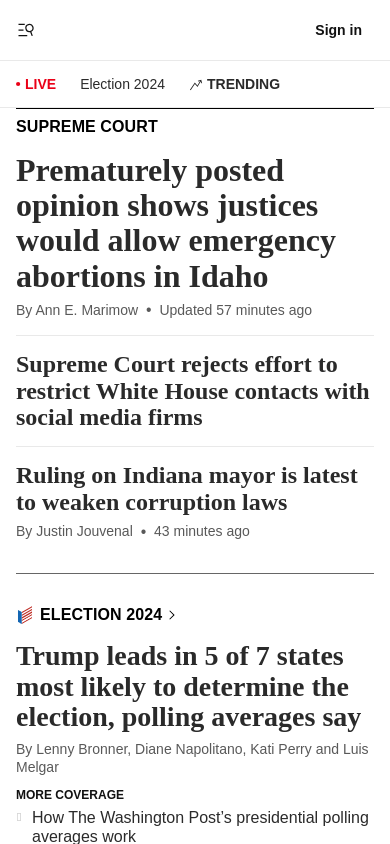 Sign in
LIVE
Election 2024
TRENDING
SUPREME COURT
Prematurely posted
opinion shows justices
would allow emergency
abortions in Idaho
By Ann E. Marimow • Updated 57 minutes ago
Supreme Court rejects effort to
restrict White House contacts with
social media firms
Ruling on Indiana mayor is latest
to weaken corruption laws
By Justin Jouvenal • 43 minutes ago
ELECTION 2024
Trump leads in 5 of 7 states
most likely to determine the
election, polling averages say
By Lenny Bronner, Diane Napolitano, Kati Perry and Luis
Melgar
MORE COVERAGE
How The Washington Post’s presidential polling
averages work